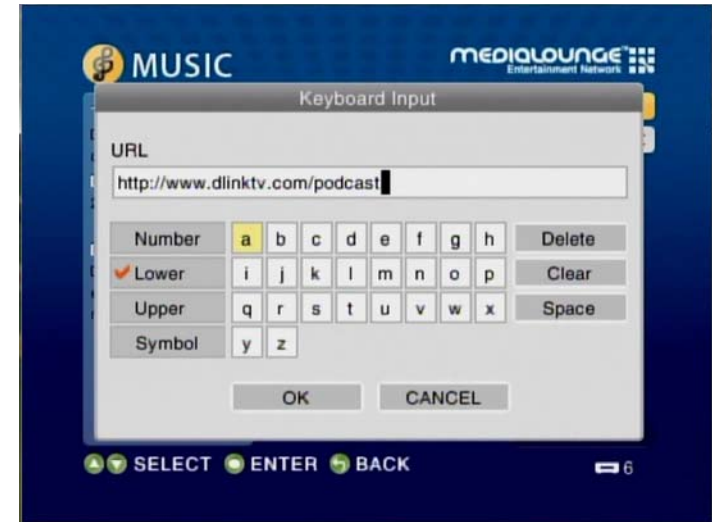 MUSIC
MEDIALOUNGE™
Entertainment Network
Keyboard Input
URL
http://www.dlinktv.com/podcast
Number a b c d e f g h Delete
Lower i j k l m n o p Clear
Upper q r s t u v w x Space
Symbol y z
OK CANCEL
SELECT ENTER BACK 6